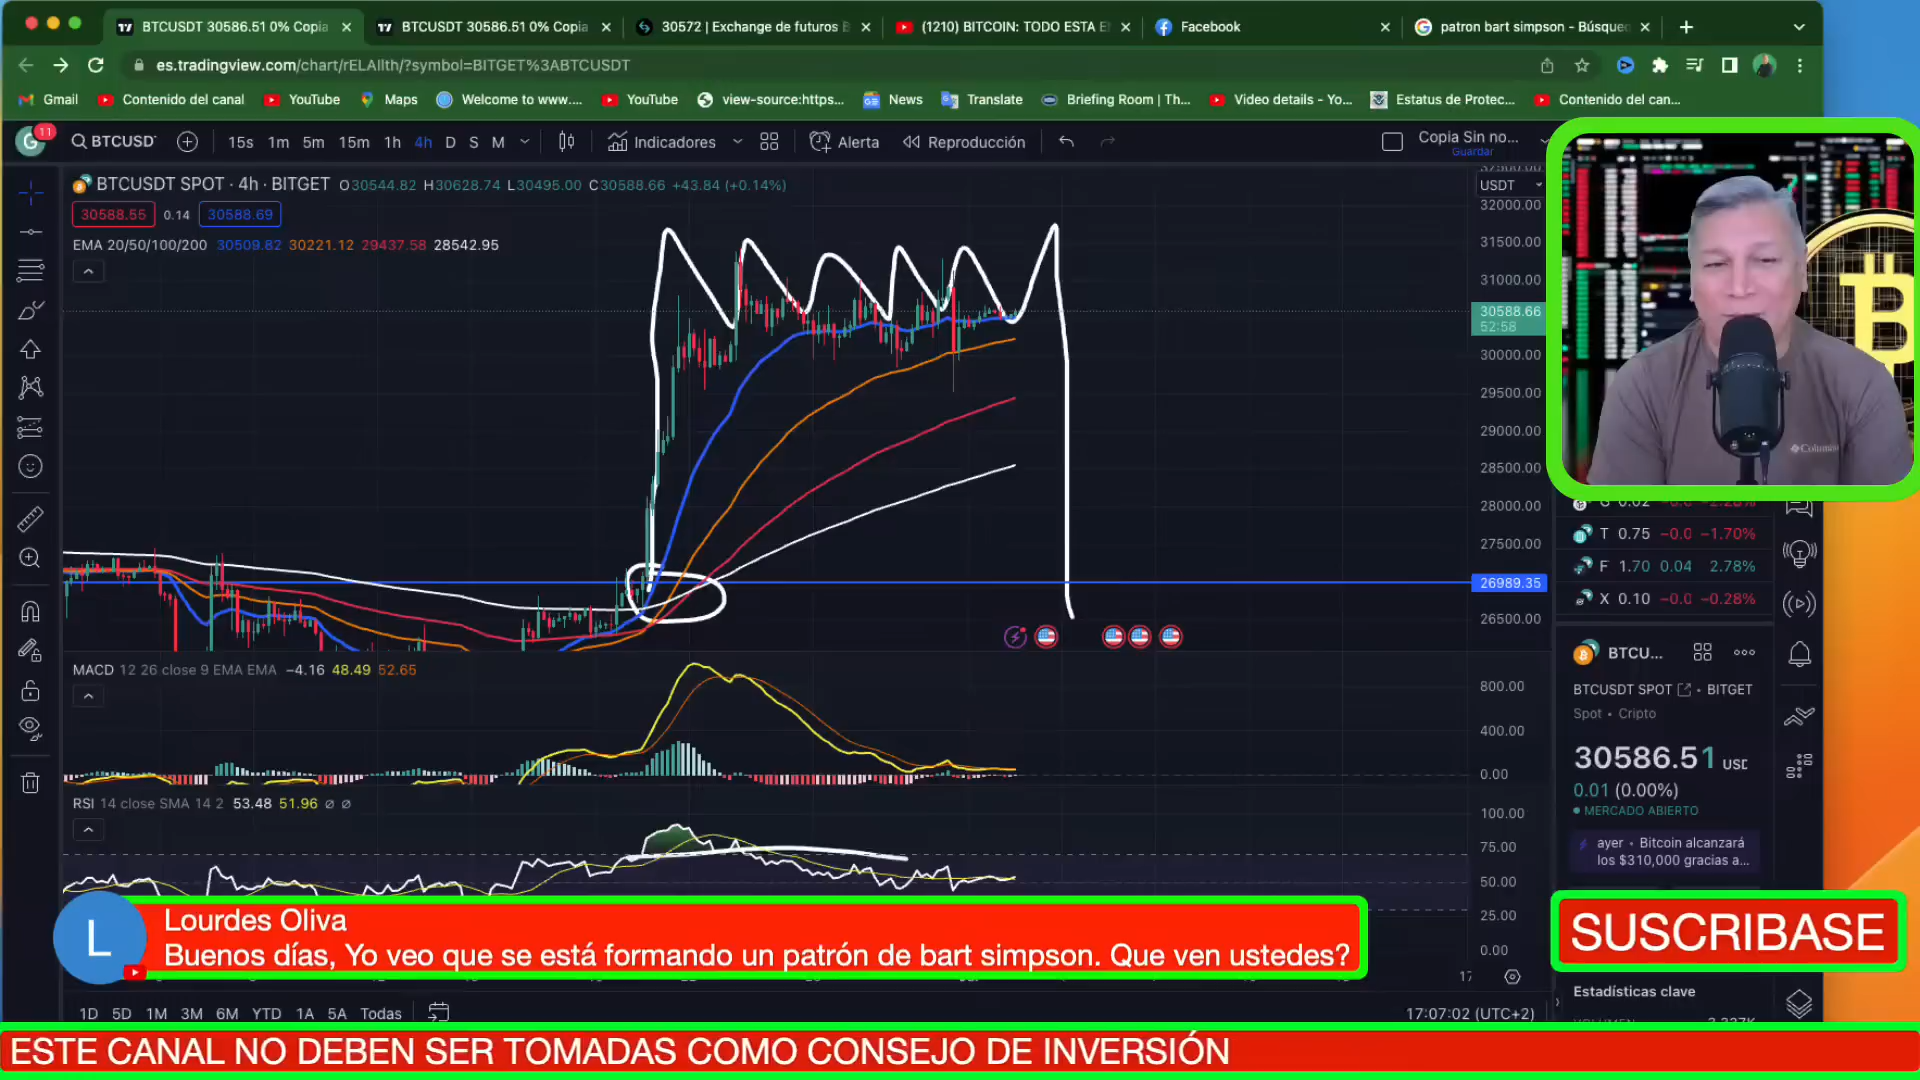 BTCUSDT 30586.51 0% Copia
BTCUSDT 30586.51 0% Copia
30572 | Exchange de futuros B
(1210) BITCOIN: TODO ESTA E
Facebook
patron bart simpson - Búsque
es.tradingview.com/chart/rELAIlth/?symbol=BITGET%3ABTCUSDT
Gmail
Contenido del canal
YouTube
Maps
Welcome to www....
YouTube
view-source:https...
News
Translate
Briefing Room | Th...
Video details - Yo...
Estatus de Protec...
Contenido del can...
G
11
BTCUSD
15s
1m
5m
15m
1h
4h
D
S
M
Indicadores
Alerta
Reproducción
Copia Sin no...
Guardar
BTCUSDT SPOT · 4h · BITGET O30544.82 H30628.74 L30495.00 C30588.66 +43.84 (+0.14%)
30588.55 0.14 30588.69
EMA 20/50/100/200 30509.82 30221.12 29437.58 28542.95
USDT
32500.00
32000.00
31500.00
31000.00
30588.66
52:58
30000.00
29500.00
29000.00
28500.00
28000.00
27500.00
26989.35
26500.00
MACD 12 26 close 9 EMA EMA −4.16 48.49 52.65
800.00
400.00
0.00
RSI 14 close SMA 14 2 53.48 51.96 ∅ ∅
100.00
75.00
50.00
25.00
0.00
17
T 0.75 −0.0 −1.70%
F 1.70 0.04 2.78%
X 0.10 −0.0 −0.28%
BTCU...
BTCUSDT SPOT • BITGET
Spot • Cripto
30586.51 USD
0.01 (0.00%)
MERCADO ABIERTO
ayer • Bitcoin alcanzará
los $310,000 gracias a...
Estadísticas clave
L
Lourdes Oliva
Buenos días, Yo veo que se está formando un patrón de bart simpson. Que ven ustedes?
SUSCRIBASE
1D 5D 1M 3M 6M YTD 1A 5A Todas
17:07:02 (UTC+2)
ESTE CANAL NO DEBEN SER TOMADAS COMO CONSEJO DE INVERSIÓN